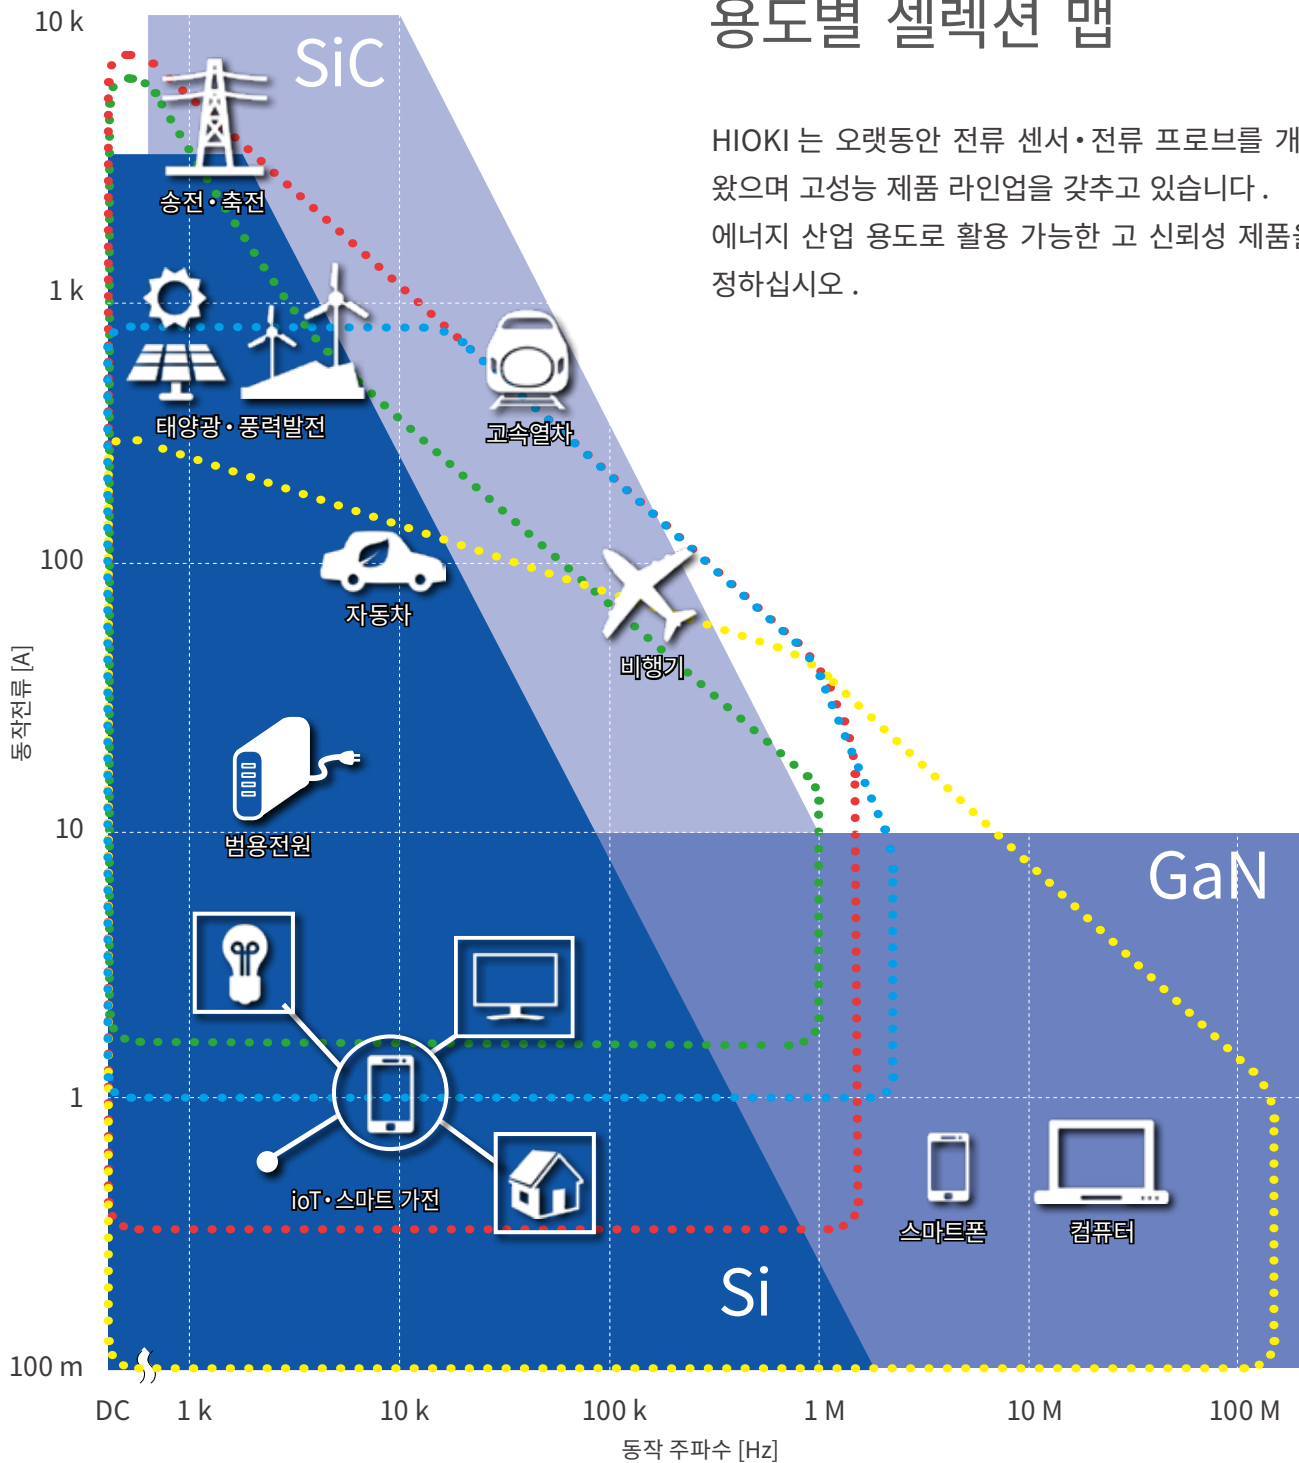 용도별 셀렉션 맵
HIOKI 는 오랫동안 전류 센서•전류 프로브를 개
왔으며 고성능 제품 라인업을 갖추고 있습니다 .
에너지 산업 용도로 활용 가능한 고 신뢰성 제품을
정하십시오 .
10 k
SiC
송전•축전
1 k
태양광•풍력발전
고속열차
100
자동차
비행기
동작전류 [A]
범용전원
10
GaN
1
ioT•스마트 가전
스마트폰
컴퓨터
Si
100 m
DC 1 k 10 k 100 k 1 M 10 M 100 M
동작 주파수 [Hz]